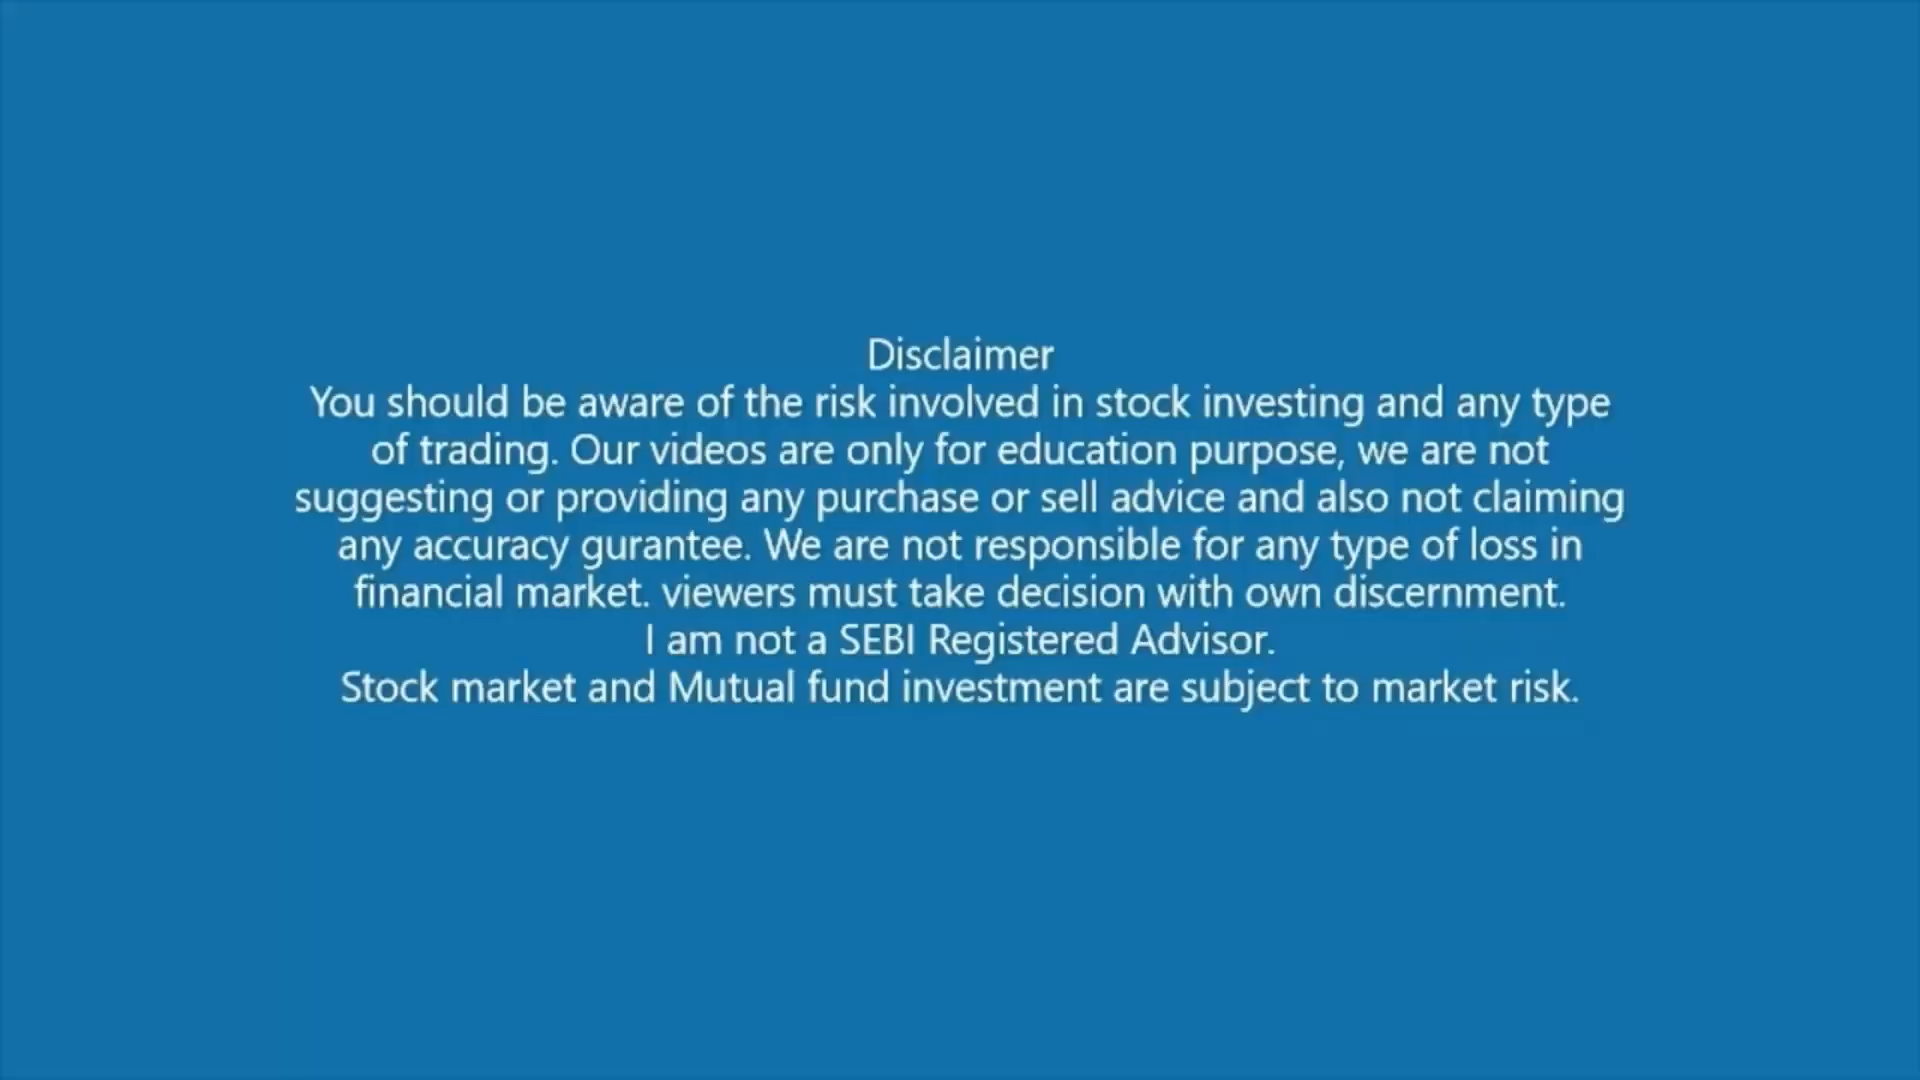 Disclaimer
You should be aware of the risk involved in stock investing and any type
of trading. Our videos are only for education purpose, we are not
suggesting or providing any purchase or sell advice and also not claiming
any accuracy gurantee. We are not responsible for any type of loss in
financial market. viewers must take decision with own discernment.
I am not a SEBI Registered Advisor.
Stock market and Mutual fund investment are subject to market risk.